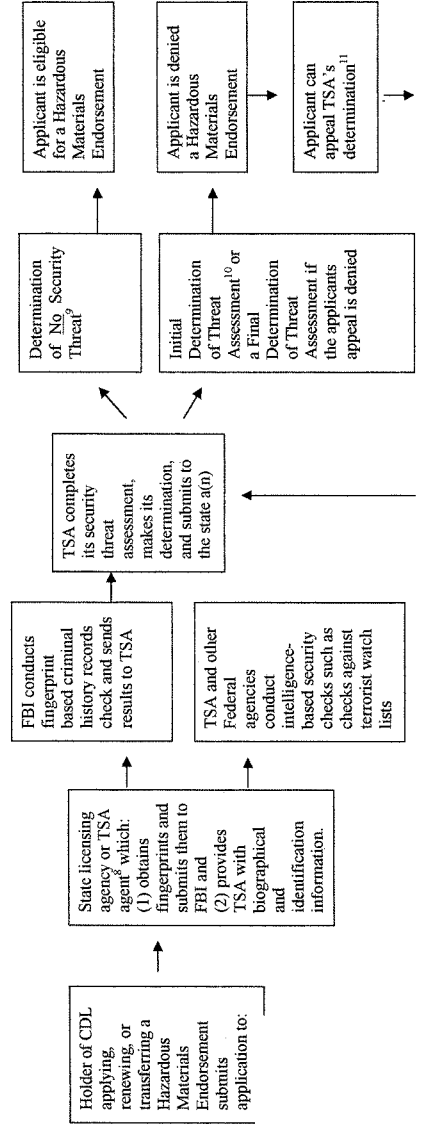 Holder of CDL
applying,
renewing, or
transferring a
Hazardous
Materials
Endorsement
submits
application to:
State licensing
agency or TSA
agent8 which:
(1) obtains
fingerprints and
submits them to
FBI and
(2) provides
TSA with
biographical
and
identification
information.
FBI conducts
fingerprint
based criminal
history records
check and sends
results to TSA
TSA and other
Federal
agencies
conduct
intelligence-
based security
checks such as
checks against
terrorist watch
lists
TSA completes
its security
threat
assessment,
makes its
determination,
and submits to
the state a(n)
Determination
of No Security
Threat9
Initial
Determination
of Threat
Assessment10 or
a Final
Determination
of Threat
Assessment if
the applicants
appeal is denied
Applicant is eligible
for a Hazardous
Materials
Endorsement
Applicant is denied
a Hazardous
Materials
Endorsement
Applicant can
appeal TSA's
determination11